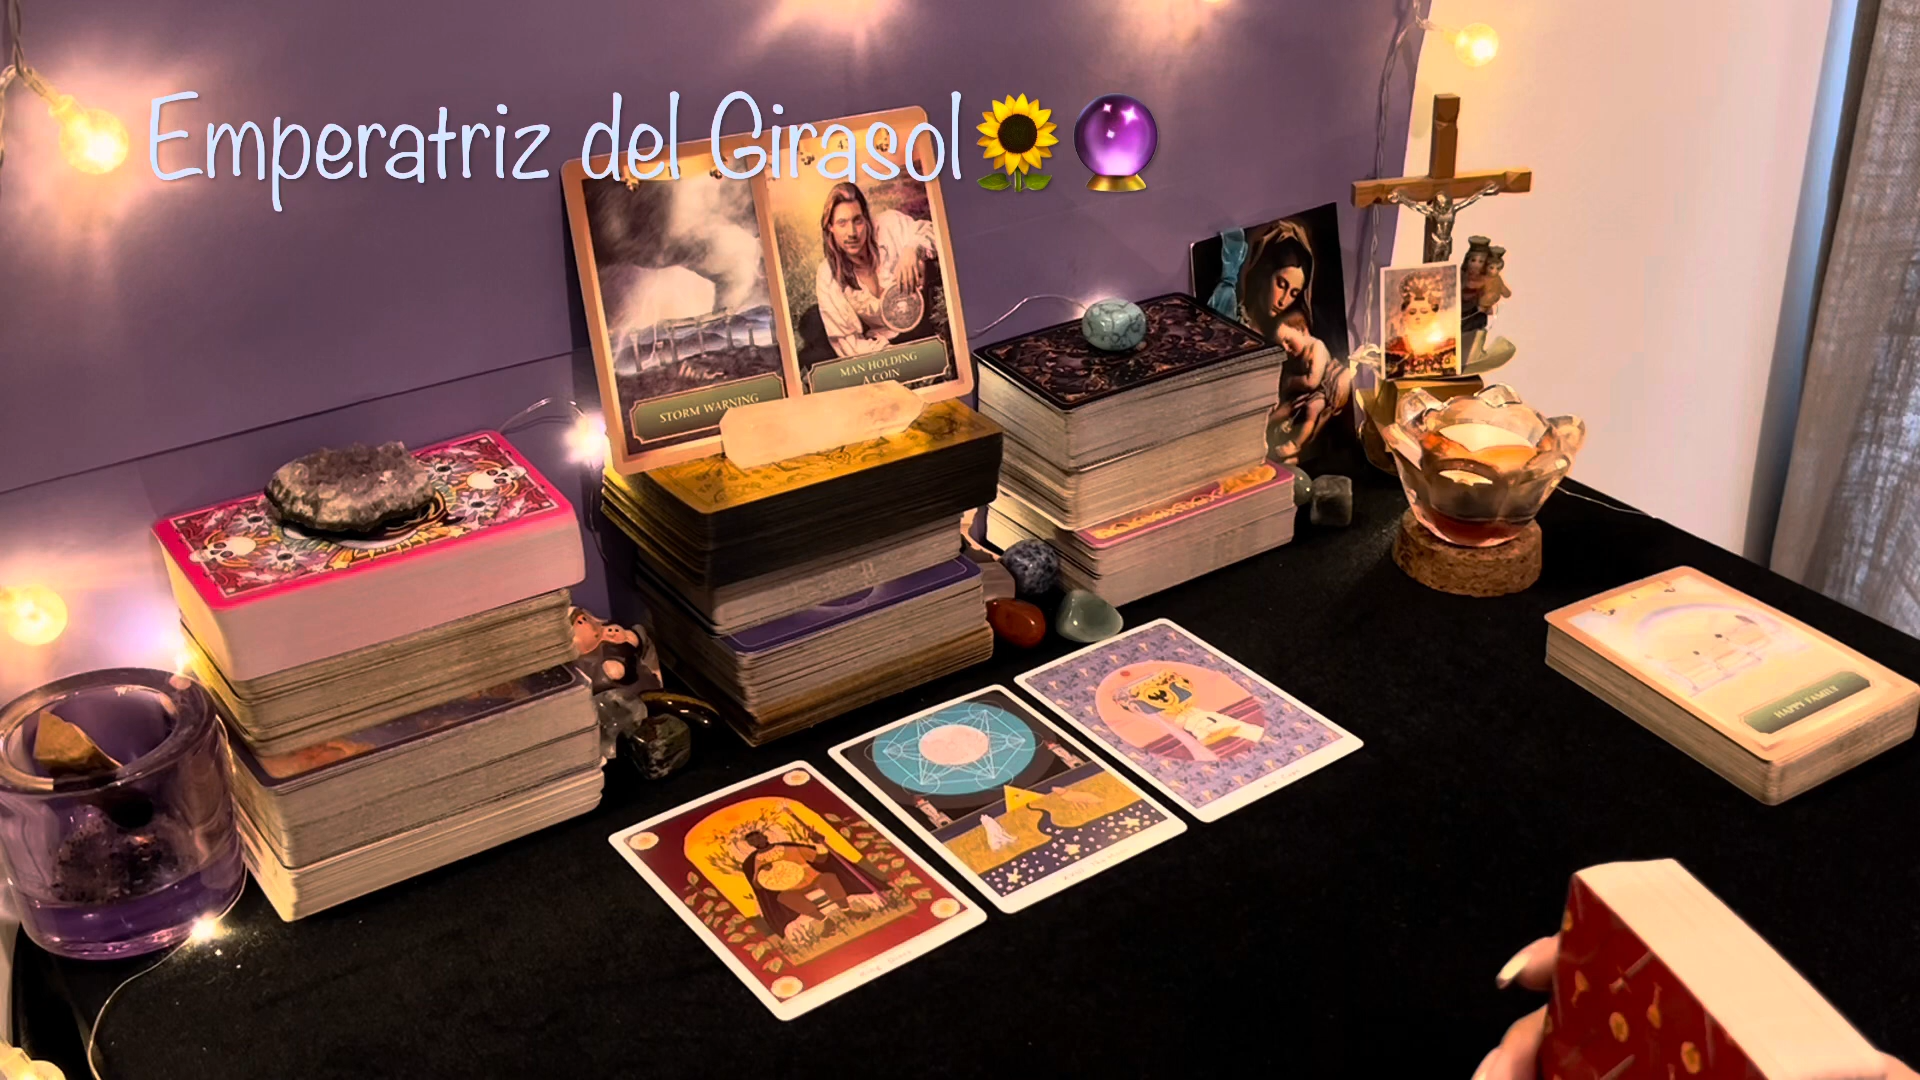 Emperatriz del Girasol🌻🔮
STORM WARNING
MAN HOLDING
A COIN
HAPPY FAMILY